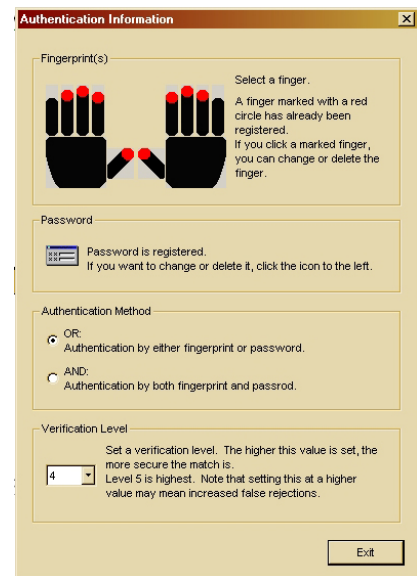 Authentication Information
Fingerprint(s)
Select a finger.
A finger marked with a red
circle has already been
registered.
If you click a marked finger,
you can change or delete the
finger.
Password
Password is registered.
If you want to change or delete it, click the icon to the left.
Authentication Method
OR:
Authentication by either fingerprint or password.
AND:
Authentication by both fingerprint and passrod.
Verification Level
Set a verification level. The higher this value is set, the
more secure the match is.
4
Level 5 is highest. Note that setting this at a higher
value may mean increased false rejections.
Exit